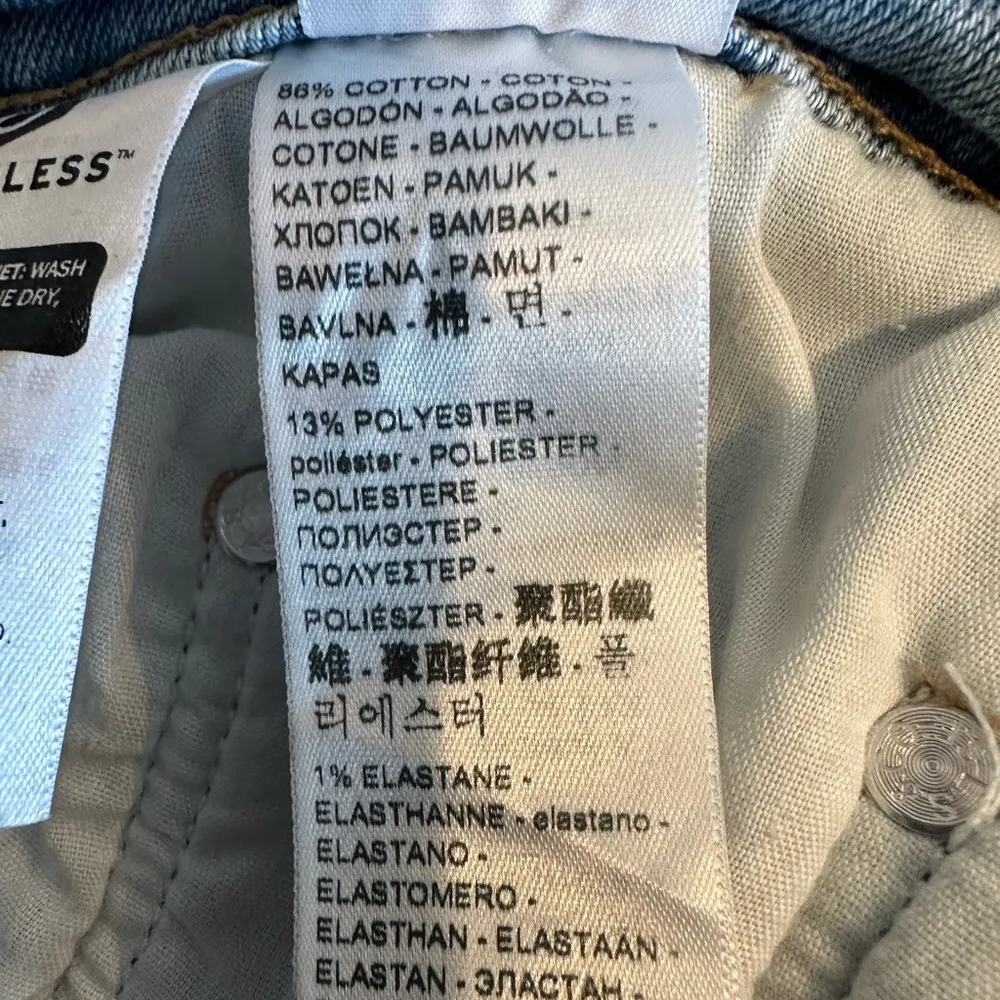 LESS™
ET: WASH
E DRY,
86% COTTON - COTON -
ALGODÓN - ALGODÃO -
COTONE - BAUMWOLLE -
KATOEN - PAMUK -
ХЛОПОК - BAMBAKI -
BAWEŁNA - PAMUT -
BAVLNA - 棉 - 면 -
KAPAS
13% POLYESTER -
poliéster - POLIESTER -
POLIESTERE -
ПОЛИЭСТЕР -
ΠΟΛΥΕΣΤΕΡ -
POLIÉSZTER - 聚酯纖
維 - 聚酯纤维 - 폴
리에스터
1% ELASTANE -
ELASTHANNE - elastano -
ELASTANO -
ELASTOMERO -
ELASTHAN - ELASTAAN -
ELASTAN - ЭЛАСТАН -